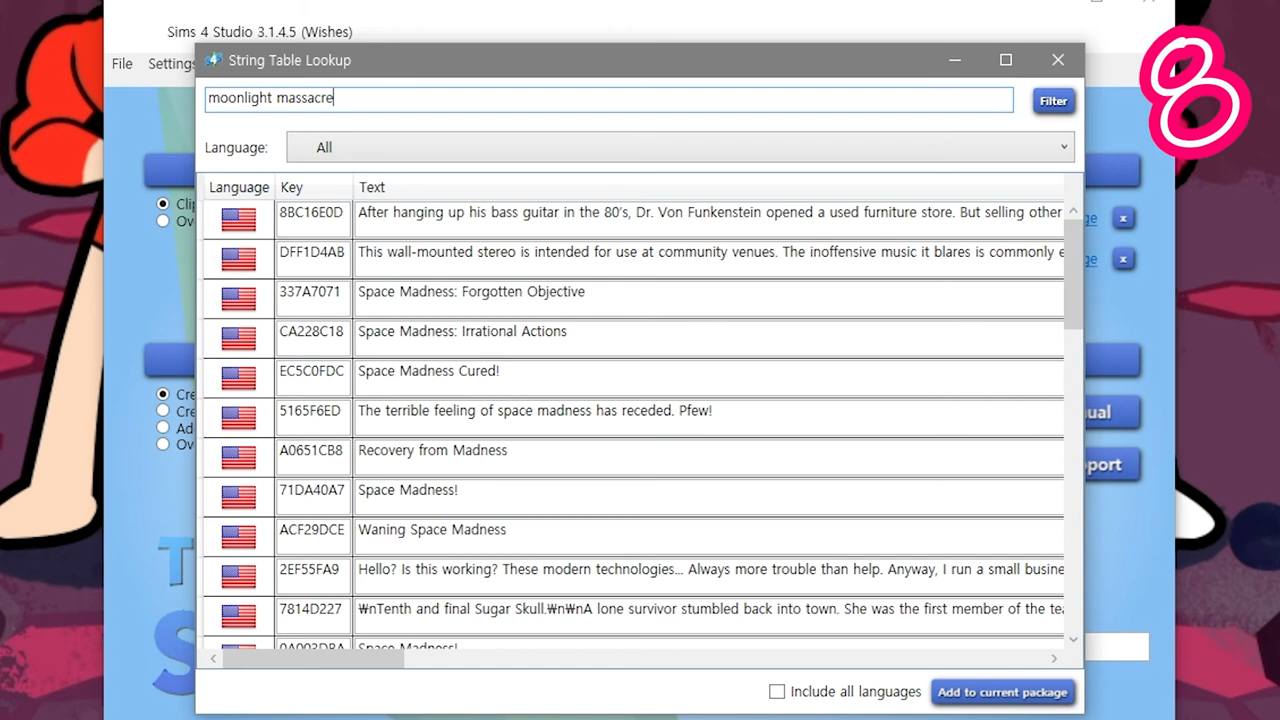 Sims 4 Studio 3.1.4.5 (Wishes)
8
File Settings
String Table Lookup
moonlight massacre
Filter
Language: All
Language Key Text
8BC16E0D After hanging up his bass guitar in the 80's, Dr. Von Funkenstein opened a used furniture store. But selling other
DFF1D4AB This wall-mounted stereo is intended for use at community venues. The inoffensive music it blares is commonly e
337A7071 Space Madness: Forgotten Objective
CA228C18 Space Madness: Irrational Actions
EC5C0FDC Space Madness Cured!
5165F6ED The terrible feeling of space madness has receded. Pfew!
A0651CB8 Recovery from Madness
71DA40A7 Space Madness!
ACF29DCE Waning Space Madness
2EF55FA9 Hello? Is this working? These modern technologies... Always more trouble than help. Anyway, I run a small busine
7814D227 ₩nTenth and final Sugar Skull.₩n₩nA lone survivor stumbled back into town. She was the first member of the tea
0A003DBA Space Madness!
Include all languages Add to current package